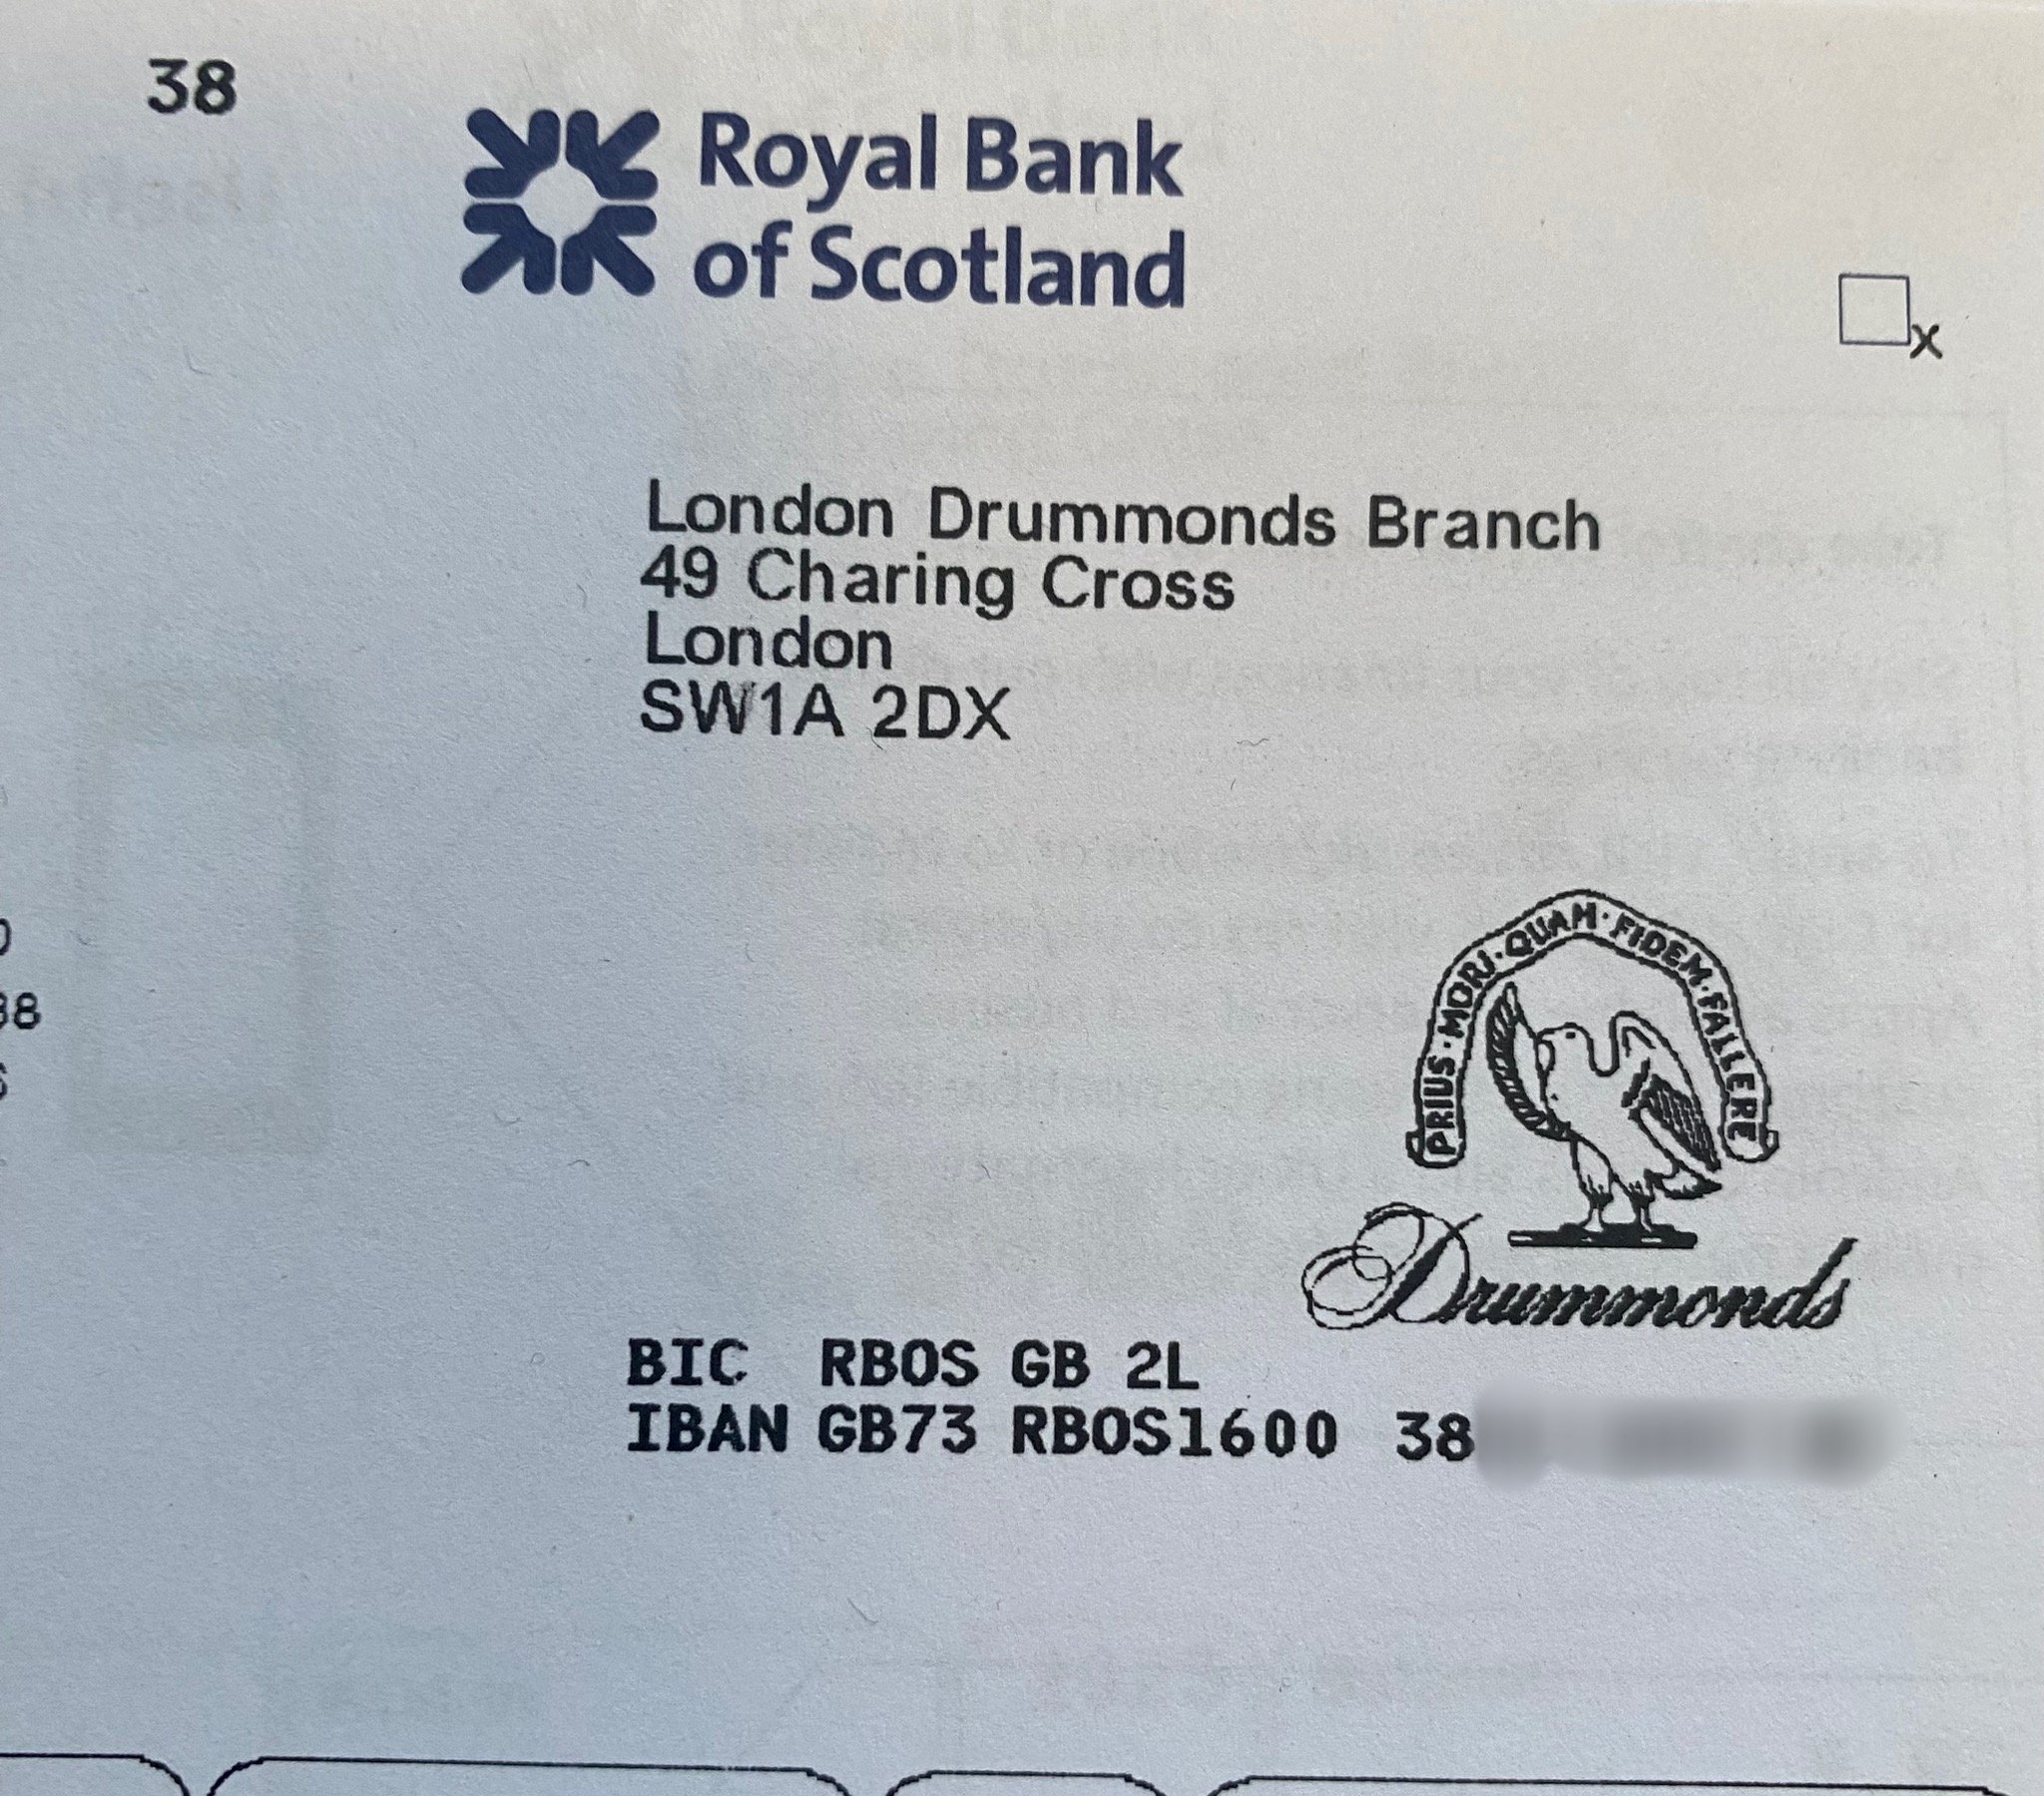 38
Royal Bank
of Scotland
X
London Drummonds Branch
49 Charing Cross
London
SW1A 2DX
38
PRIUS·MORI·QUAM·FIDEM·FALLERE
Drummonds
BIC RBOS GB 2L
IBAN GB73 RBOS1600 38